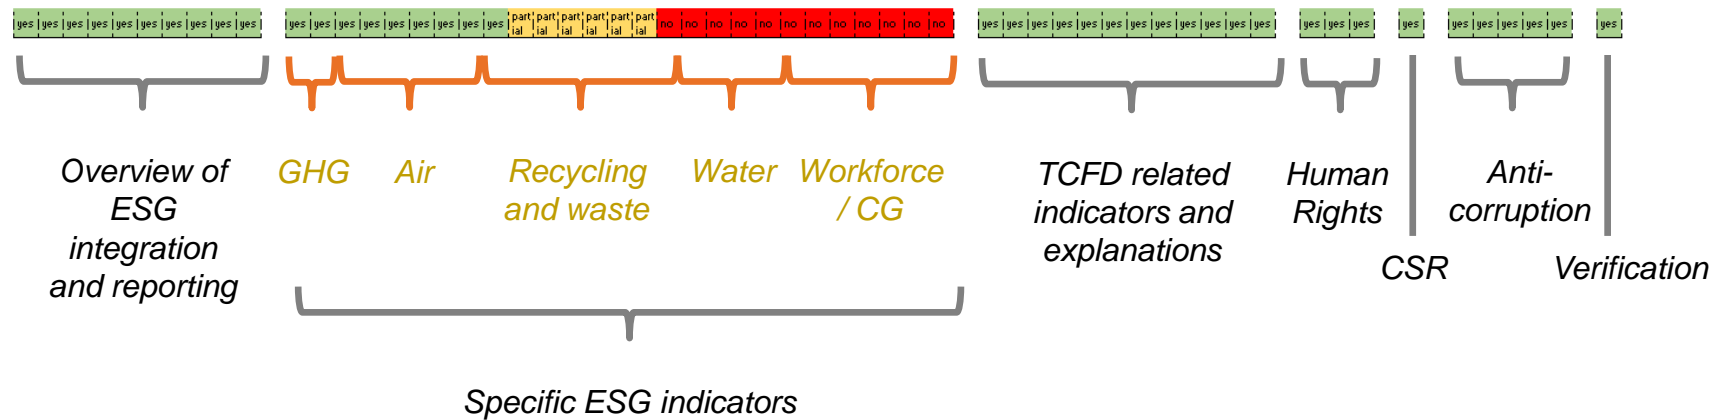 yes yes yes yes yes yes yes yes yes yes
yes yes yes yes yes yes yes yes yes part part part part part part no no no no no no no no no no no no
ial ial ial ial ial ial
yes yes yes yes yes yes yes yes yes yes yes yes
yes yes yes
yes
yes yes yes yes yes
yes
Overview of
ESG
integration
and reporting
GHG
Air
Recycling
and waste
Water
Workforce
/ CG
TCFD related
indicators and
explanations
Human
Rights
CSR
Anti-
corruption
Verification
Specific ESG indicators